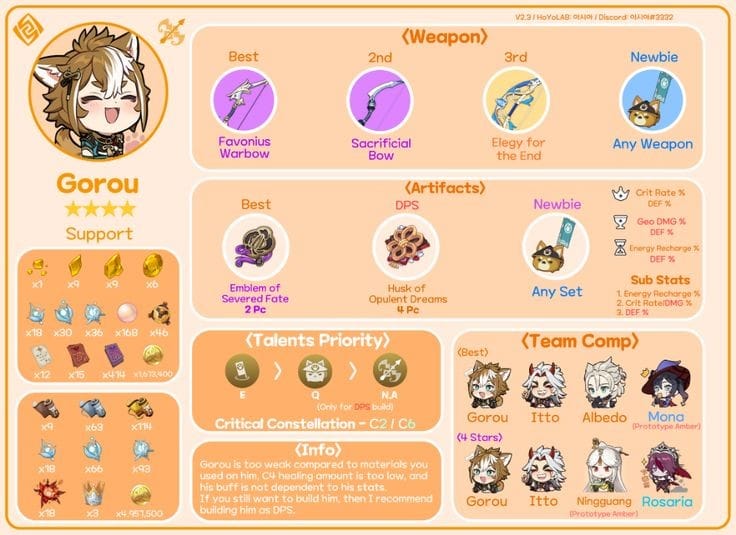 V2.3 / HoYoLAB: 아시아 / Discord: 아시아#3332
Gorou
Support
x1 x9 x9 x6
x18 x30 x36 x168 x46
x12 x15 x414 x1,673,400
x9 x63 x114
x18 x66 x93
x18 x3 x4,957,500
<Weapon>
Best 2nd 3rd Newbie
Favonius
Warbow
Sacrificial
Bow
Elegy for
the End
Any Weapon
<Artifacts>
Best DPS Newbie
Emblem of
Severed Fate
2 Pc
Husk of
Opulent Dreams
4 Pc
Any Set
Crit Rate %
DEF %
Geo DMG %
DEF %
Energy Recharge %
DEF %
Sub Stats
1. Energy Recharge %
2. Crit Rate/DMG %
3. DEF %
<Talents Priority>
E > Q > N.A
(Only for DPS build)
Critical Constellation - C2 / C6
<Info>
Gorou is too weak compared to materials you
used on him. C4 healing amount is too low, and
his buff is not dependent to his stats.
If you still want to build him, then I recommend
building him as DPS.
<Team Comp>
<Best>
Gorou Itto Albedo Mona
(Prototype Amber)
<4 Stars>
Gorou Itto Ningguang Rosaria
(Prototype Amber)